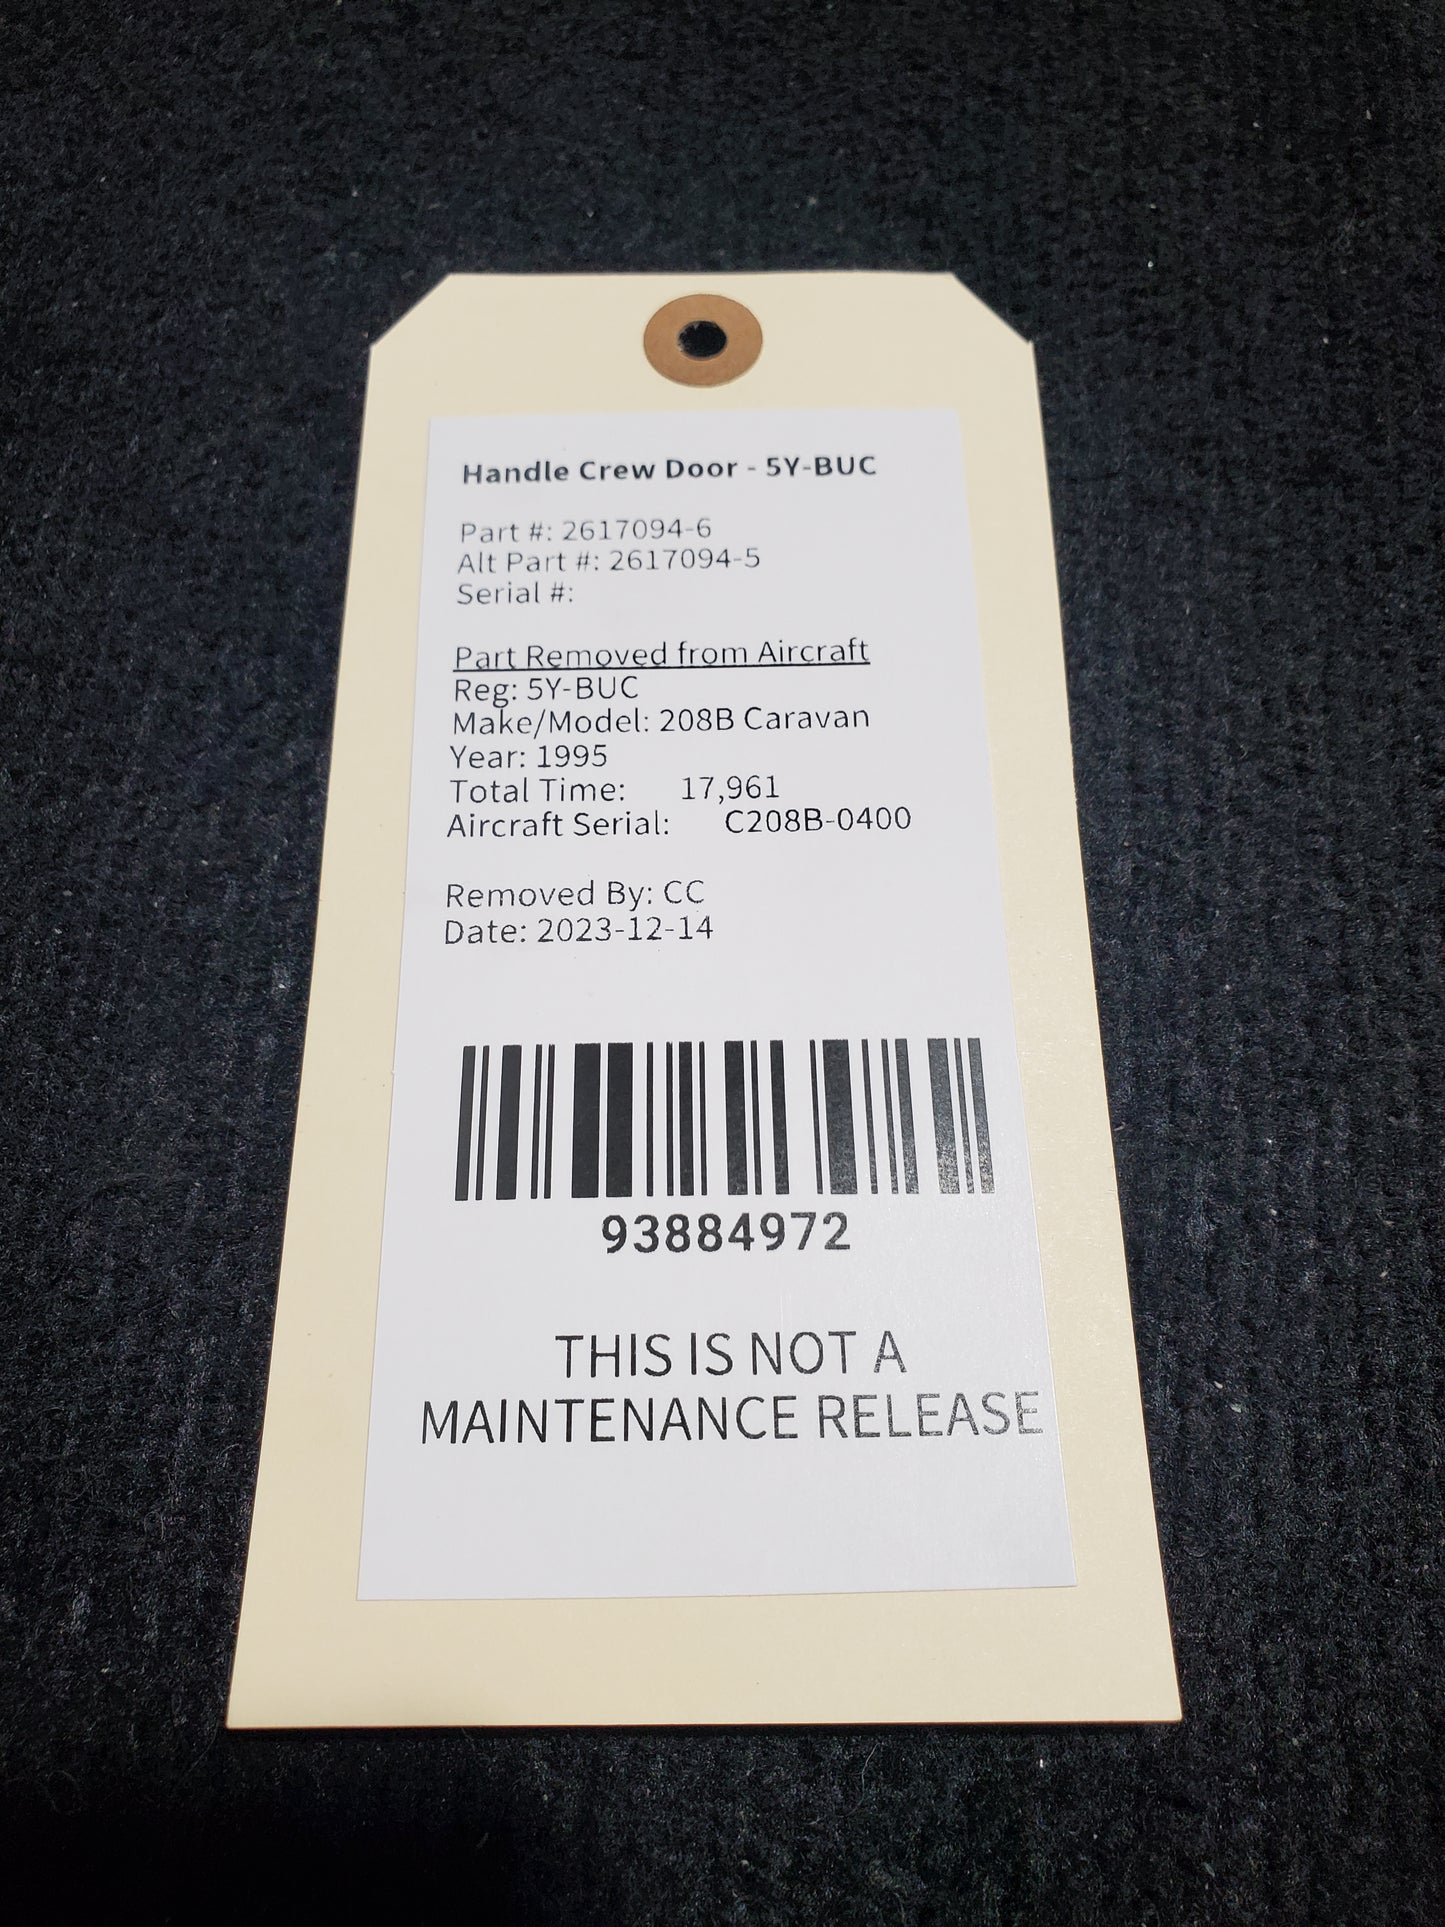 Handle Crew Door - 5Y-BUC
Part #: 2617094-6
Alt Part #: 2617094-5
Serial #:
Part Removed from Aircraft
Reg: 5Y-BUC
Make/Model: 208B Caravan
Year: 1995
Total Time: 17,961
Aircraft Serial: C208B-0400
Removed By: CC
Date: 2023-12-14
93884972
THIS IS NOT A
MAINTENANCE RELEASE